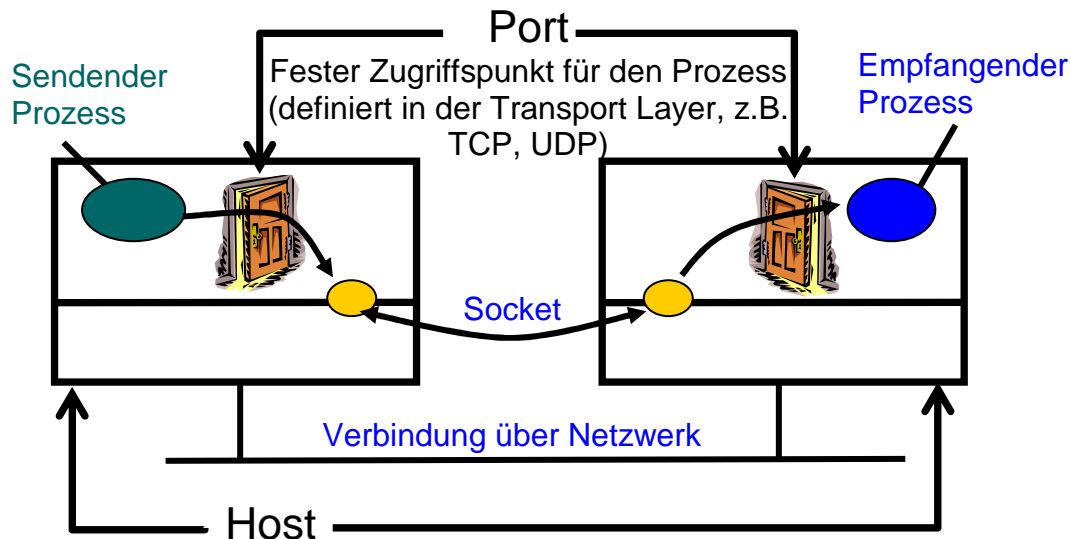 Port
Sendender
Prozess
Fester Zugriffspunkt für den Prozess
(definiert in der Transport Layer, z.B.
TCP, UDP)
Empfangender
Prozess
Socket
Verbindung über Netzwerk
Host